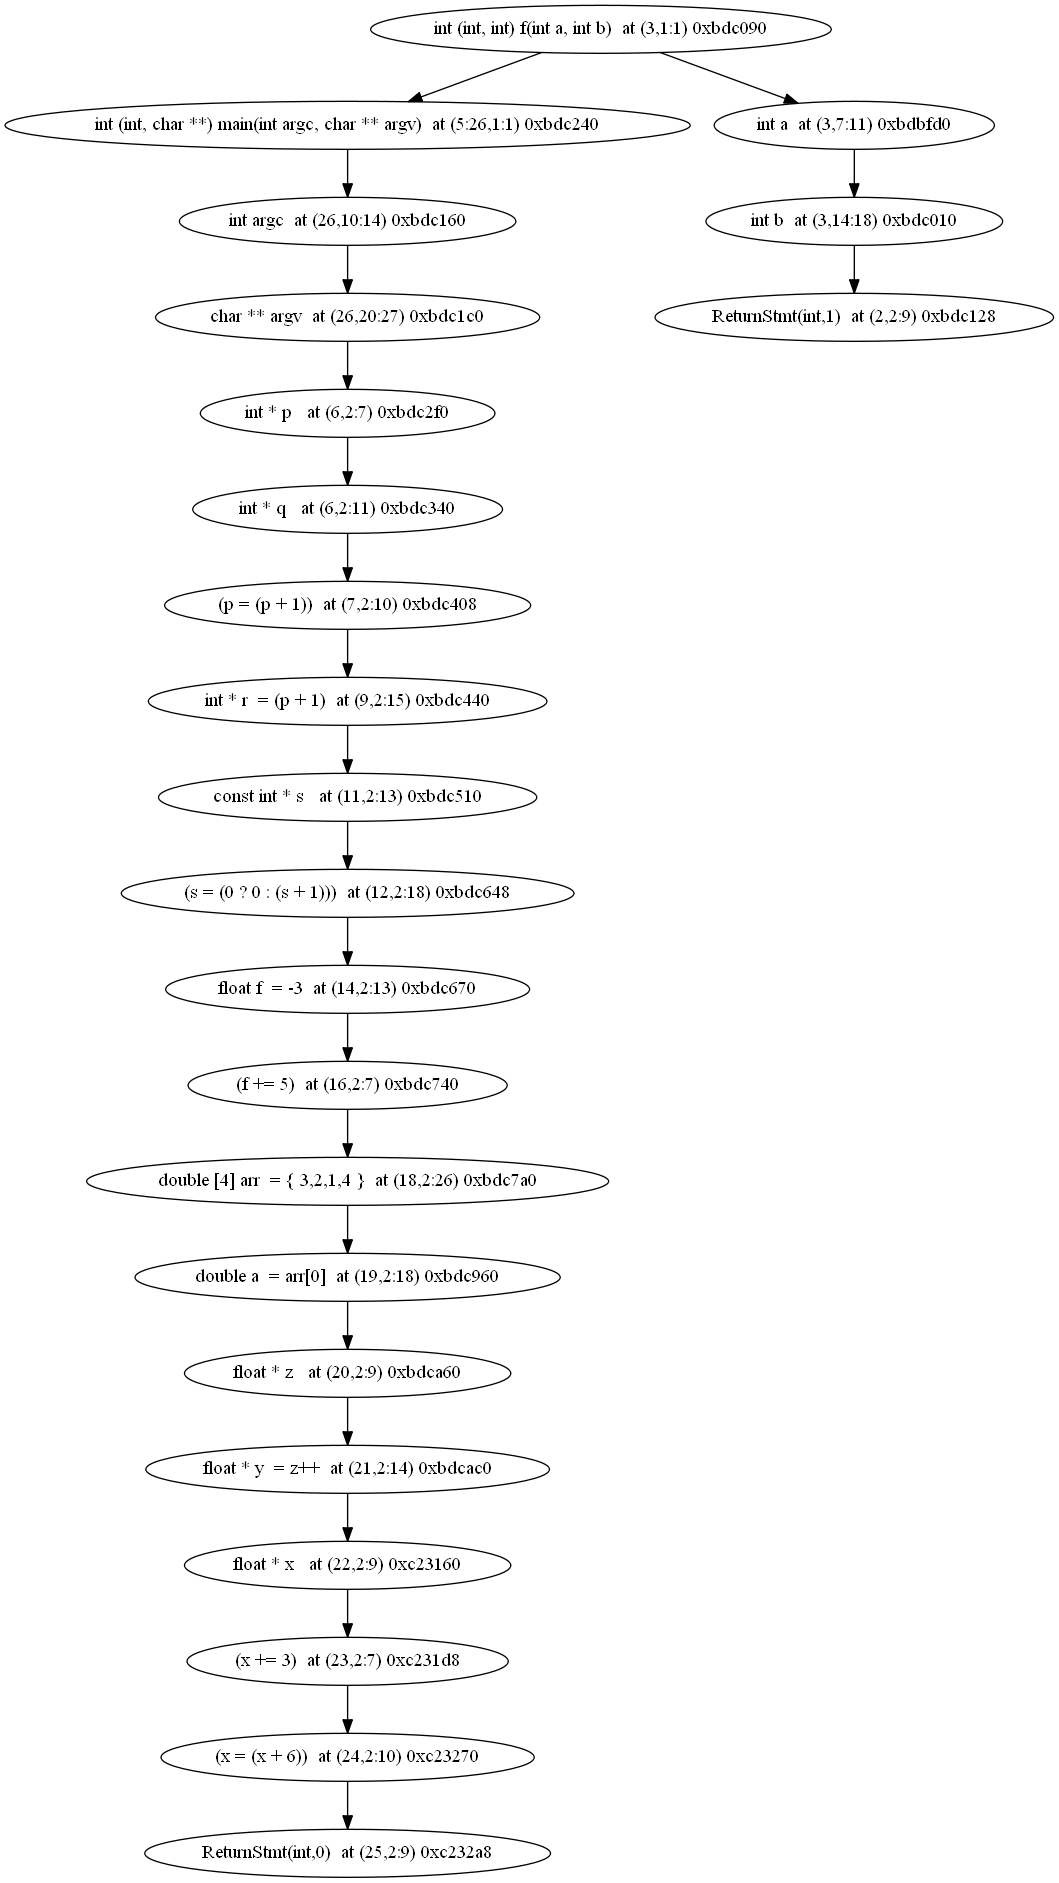 int (int, int) f(int a, int b)  at (3,1:1) 0xbdc090
int (int, char **) main(int argc, char ** argv)  at (5:26,1:1) 0xbdc240
int a  at (3,7:11) 0xbdbfd0
int argc  at (26,10:14) 0xbdc160
int b  at (3,14:18) 0xbdc010
char ** argv  at (26,20:27) 0xbdc1c0
ReturnStmt(int,1)  at (2,2:9) 0xbdc128
int * p   at (6,2:7) 0xbdc2f0
int * q   at (6,2:11) 0xbdc340
(p = (p + 1))  at (7,2:10) 0xbdc408
int * r  = (p + 1)  at (9,2:15) 0xbdc440
const int * s   at (11,2:13) 0xbdc510
(s = (0 ? 0 : (s + 1)))  at (12,2:18) 0xbdc648
float f  = -3  at (14,2:13) 0xbdc670
(f += 5)  at (16,2:7) 0xbdc740
double [4] arr  = { 3,2,1,4 }  at (18,2:26) 0xbdc7a0
double a  = arr[0]  at (19,2:18) 0xbdc960
float * z   at (20,2:9) 0xbdca60
float * y  = z++  at (21,2:14) 0xbdcac0
float * x   at (22,2:9) 0xc23160
(x += 3)  at (23,2:7) 0xc231d8
(x = (x + 6))  at (24,2:10) 0xc23270
ReturnStmt(int,0)  at (25,2:9) 0xc232a8